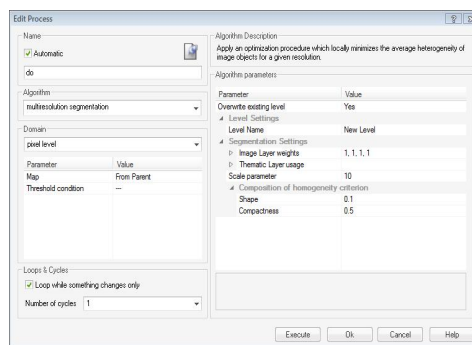 Edit Process
Name
Automatic
do
Algorithm
multiresolution segmentation
Domain
pixel level
Parameter Value
Map From Parent
Threshold condition ---
Loops & Cycles
Loop while something changes only
Number of cycles 1
Algorithm Description
Apply an optimization procedure which locally minimizes the average heterogeneity of
image objects for a given resolution.
Algorithm parameters
Parameter Value
Overwrite existing level Yes
Level Settings
Level Name New Level
Segmentation Settings
Image Layer weights 1, 1, 1, 1
Thematic Layer usage
Scale parameter 10
Composition of homogeneity criterion
Shape 0.1
Compactness 0.5
Execute Ok Cancel Help